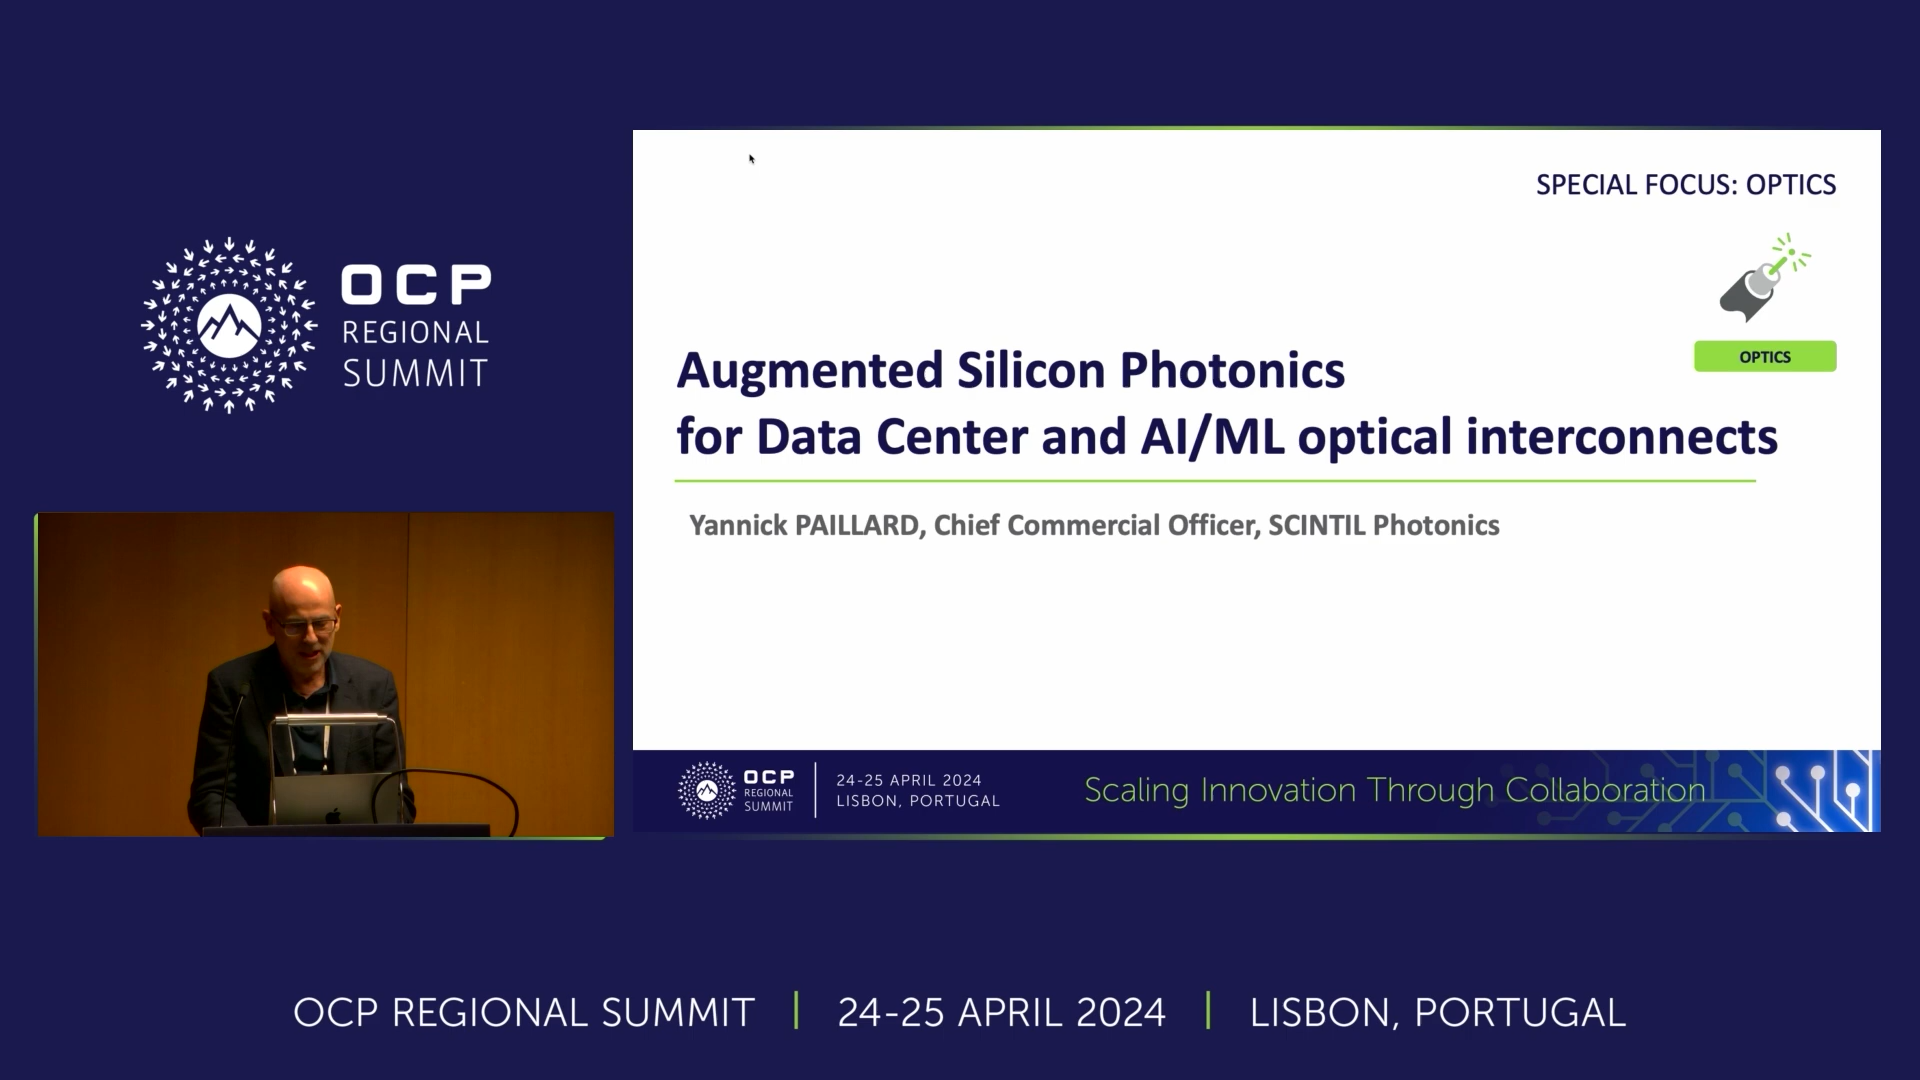 OCP
REGIONAL
SUMMIT
SPECIAL FOCUS: OPTICS
OPTICS
Augmented Silicon Photonics
for Data Center and AI/ML optical interconnects
Yannick PAILLARD, Chief Commercial Officer, SCINTIL Photonics
OCP
REGIONAL
SUMMIT
24-25 APRIL 2024
LISBON, PORTUGAL
Scaling Innovation Through Collaboration
OCP REGIONAL SUMMIT | 24-25 APRIL 2024 | LISBON, PORTUGAL